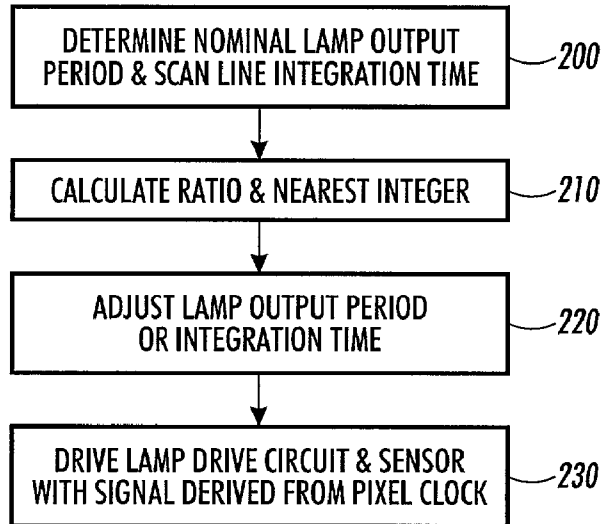 DETERMINE NOMINAL LAMP OUTPUT
PERIOD & SCAN LINE INTEGRATION TIME
200
CALCULATE RATIO & NEAREST INTEGER
210
ADJUST LAMP OUTPUT PERIOD
OR INTEGRATION TIME
220
DRIVE LAMP DRIVE CIRCUIT & SENSOR
WITH SIGNAL DERIVED FROM PIXEL CLOCK
230